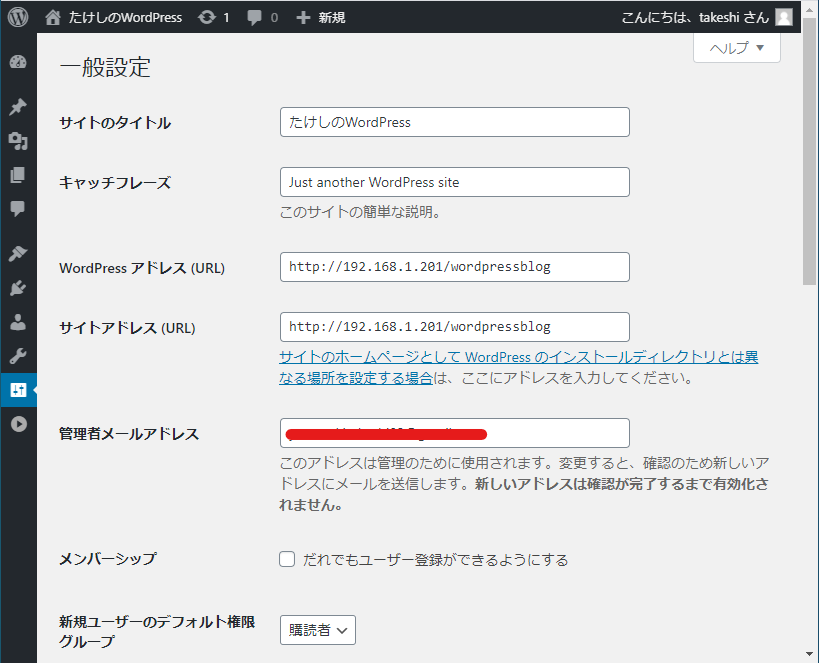 たけしのWordPress 1 0 新規 こんにちは、takeshi さん
ヘルプ ▼
一般設定
サイトのタイトル たけしのWordPress
キャッチフレーズ Just another WordPress site
このサイトの簡単な説明。
WordPress アドレス (URL) http://192.168.1.201/wordpressblog
サイトアドレス (URL) http://192.168.1.201/wordpressblog
サイトのホームページとして WordPress のインストールディレクトリとは異
なる場所を設定する場合は、ここにアドレスを入力してください。
管理者メールアドレス
このアドレスは管理のために使用されます。変更すると、確認のため新しいア
ドレスにメールを送信します。新しいアドレスは確認が完了するまで有効化さ
れません。
メンバーシップ だれでもユーザー登録ができるようにする
新規ユーザーのデフォルト権限
グループ
購読者